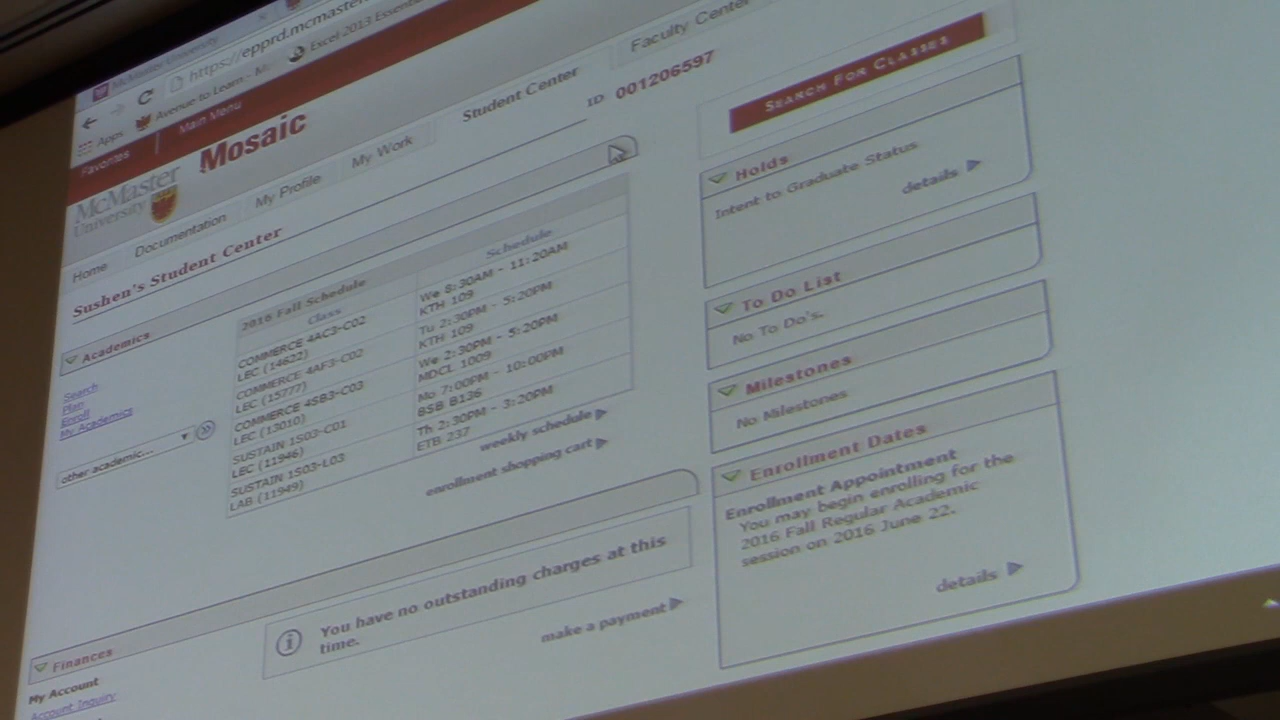 McMaster University
https://epprd.mcmaster
Apps
Avenue to Learn - M
Excel 2013 Essentia
Favorites
Main Menu
McMaster
University
Mosaic
Home
Documentation
My Profile
My Work
Student Center
Faculty Center
Sushen's Student Center
ID 001206597
Academics
Search
Plan
Enroll
My Academics
other academic...
2016 Fall Schedule
Class
Schedule
COMMERCE 4AC3-C02
LEC (14622)
We 8:30AM - 11:20AM
KTH 109
COMMERCE 4AF3-C02
LEC (15777)
Tu 2:30PM - 5:20PM
KTH 109
COMMERCE 4SB3-C03
LEC (13010)
We 2:30PM - 5:20PM
MDCL 1009
SUSTAIN 1S03-C01
LEC (11946)
Mo 7:00PM - 10:00PM
BSB B136
SUSTAIN 1S03-L03
LAB (11949)
Th 2:30PM - 3:20PM
ETB 237
weekly schedule
enrollment shopping cart
Finances
My Account
Account Inquiry
You have no outstanding charges at this
time.
make a payment
SEARCH FOR CLASSES
Holds
Intent to Graduate Status
details
To Do List
No To Do's.
Milestones
No Milestones
Enrollment Dates
Enrollment Appointment
You may begin enrolling for the
2016 Fall Regular Academic
session on 2016 June 22.
details